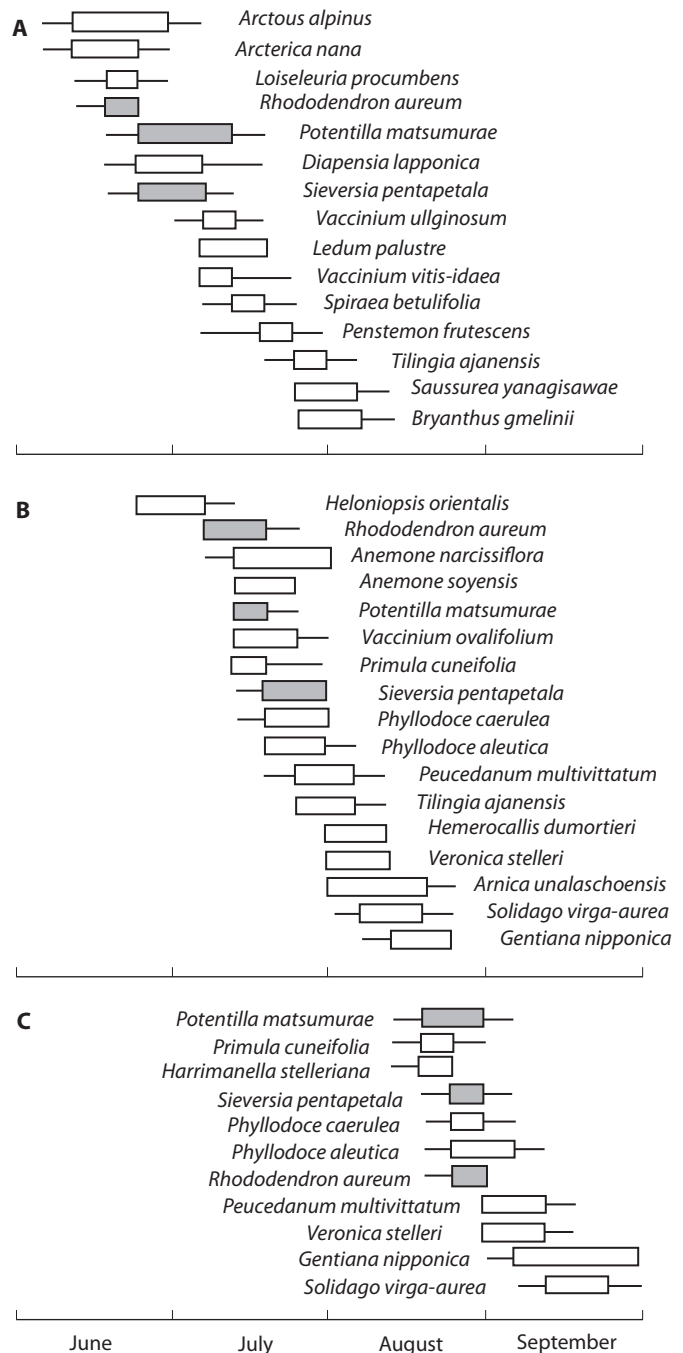 A
Arctous alpinus
Arcterica nana
Loiseleuria procumbens
Rhododendron aureum
Potentilla matsumurae
Diapensia lapponica
Sieversia pentapetala
Vaccinium ullginosum
Ledum palustre
Vaccinium vitis-idaea
Spiraea betulifolia
Penstemon frutescens
Tilingia ajanensis
Saussurea yanagisawae
Bryanthus gmelinii
B
Heloniopsis orientalis
Rhododendron aureum
Anemone narcissiflora
Anemone soyensis
Potentilla matsumurae
Vaccinium ovalifolium
Primula cuneifolia
Sieversia pentapetala
Phyllodoce caerulea
Phyllodoce aleutica
Peucedanum multivittatum
Tilingia ajanensis
Hemerocallis dumortieri
Veronica stelleri
Arnica unalaschoensis
Solidago virga-aurea
Gentiana nipponica
C
Potentilla matsumurae
Primula cuneifolia
Harrimanella stelleriana
Sieversia pentapetala
Phyllodoce caerulea
Phyllodoce aleutica
Rhododendron aureum
Peucedanum multivittatum
Veronica stelleri
Gentiana nipponica
Solidago virga-aurea
June July August September